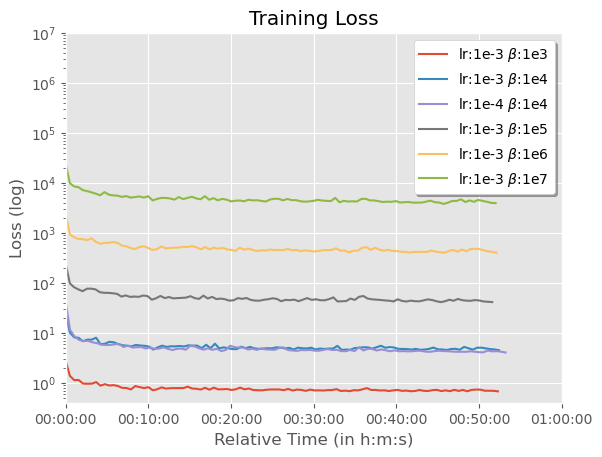 Training Loss
10^7
10^6
10^5
10^4
10^3
10^2
10^1
10^0
Loss (log)
lr:1e-3 β:1e3
lr:1e-3 β:1e4
lr:1e-4 β:1e4
lr:1e-3 β:1e5
lr:1e-3 β:1e6
lr:1e-3 β:1e7
00:00:00 00:10:00 00:20:00 00:30:00 00:40:00 00:50:00 01:00:00
Relative Time (in h:m:s)